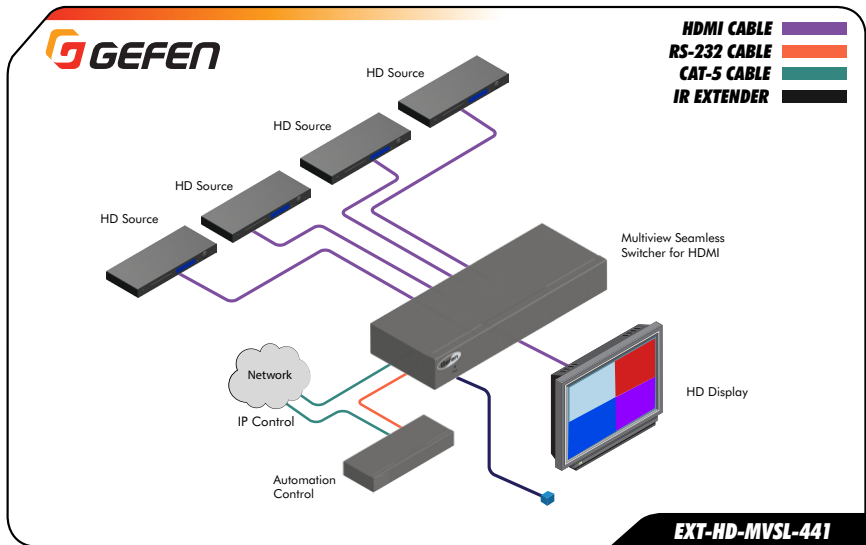 GEFEN
HDMI CABLE
RS-232 CABLE
CAT-5 CABLE
IR EXTENDER
HD Source
HD Source
HD Source
HD Source
Multiview Seamless
Switcher for HDMI
Gefen
Network
IP Control
HD Display
Automation
Control
EXT-HD-MVSL-441